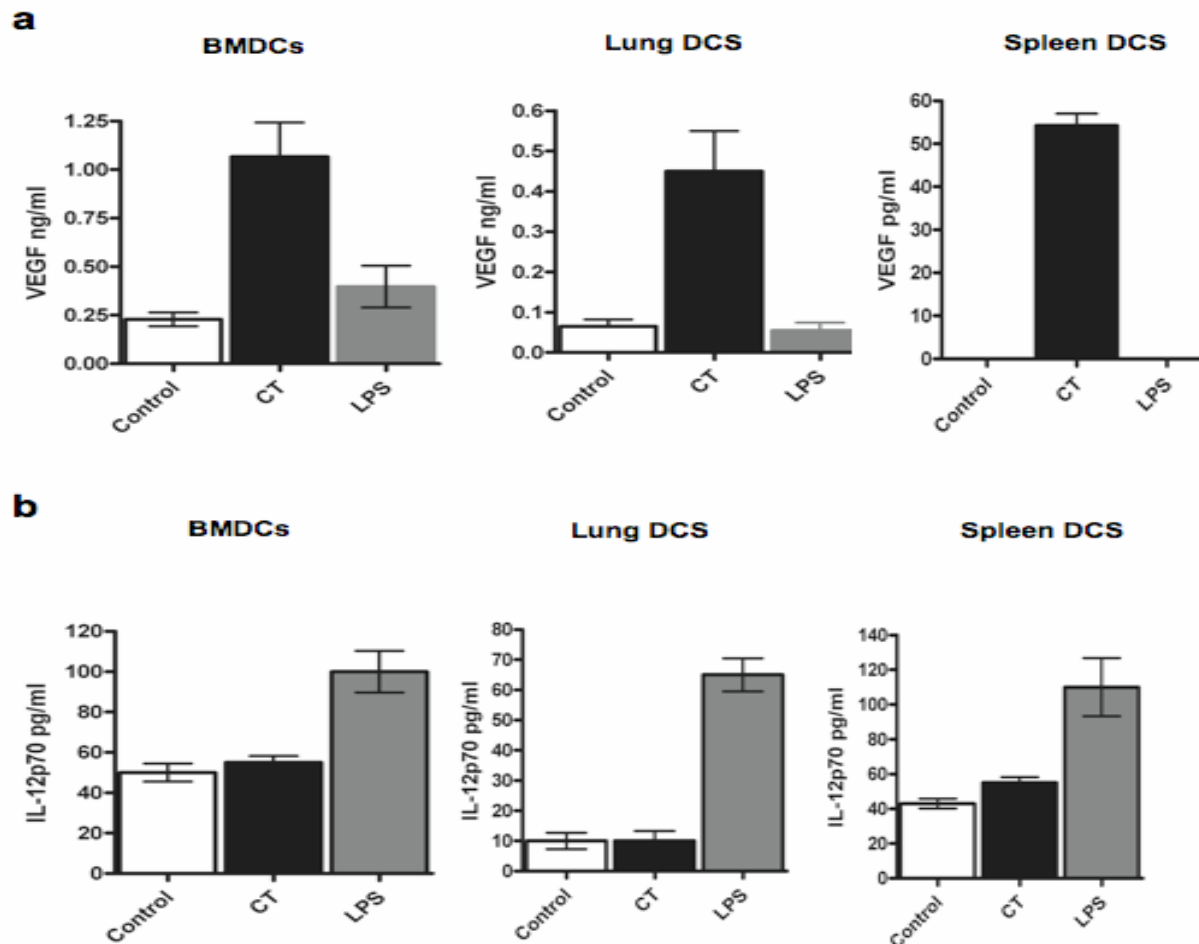 a
BMDCs
Lung DCS
Spleen DCS
VEGF ng/ml
1.25
1.00
0.75
0.50
0.25
0.00
Control
CT
LPS
VEGF ng/ml
0.6
0.5
0.4
0.3
0.2
0.1
0.0
Control
CT
LPS
VEGF pg/ml
60
50
40
30
20
10
0
Control
CT
LPS
b
BMDCs
Lung DCS
Spleen DCS
IL-12p70 pg/ml
120
100
80
60
40
20
0
Control
CT
LPS
IL-12p70 pg/ml
80
70
60
50
40
30
20
10
0
Control
CT
LPS
IL-12p70 pg/ml
140
120
100
80
60
40
20
0
Control
CT
LPS